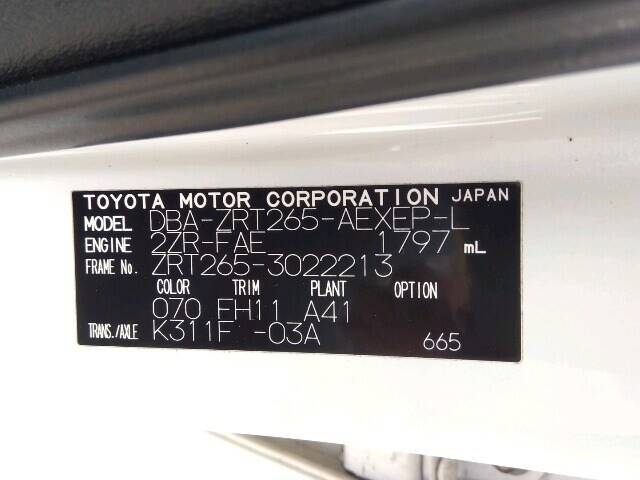 TOYOTA MOTOR CORPORATION JAPAN
MODEL DBA-ZRT265-AEXEP-L
ENGINE 2ZR-FAE 1797 mL
FRAME No. ZRT265-3022213
COLOR TRIM PLANT OPTION
070 EH11 A41
TRANS./AXLE K311F -03A
665